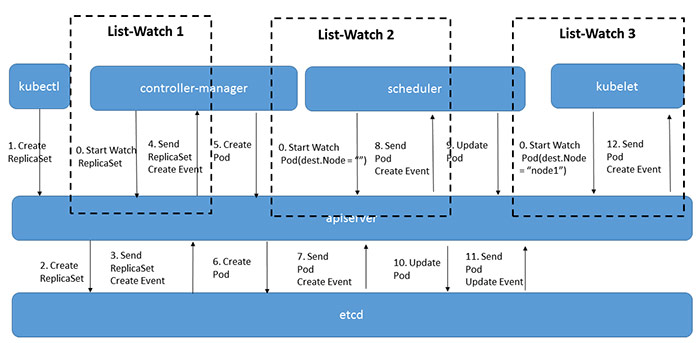 List-Watch 1
List-Watch 2
List-Watch 3
kubectl
controller-manager
scheduler
kubelet
1. Create
ReplicaSet
0. Start Watch
ReplicaSet
4. Send
ReplicaSet
Create Event
5. Create
Pod
0. Start Watch
Pod(dest.Node = “”)
8. Send
Pod
Create Event
9. Update
Pod
0. Start Watch
Pod(dest.Node
= “node1”)
12. Send
Pod
Create Event
apiserver
2. Create
ReplicaSet
3. Send
ReplicaSet
Create Event
6. Create
Pod
7. Send
Pod
Create Event
10. Update
Pod
11. Send
Pod
Update Event
etcd